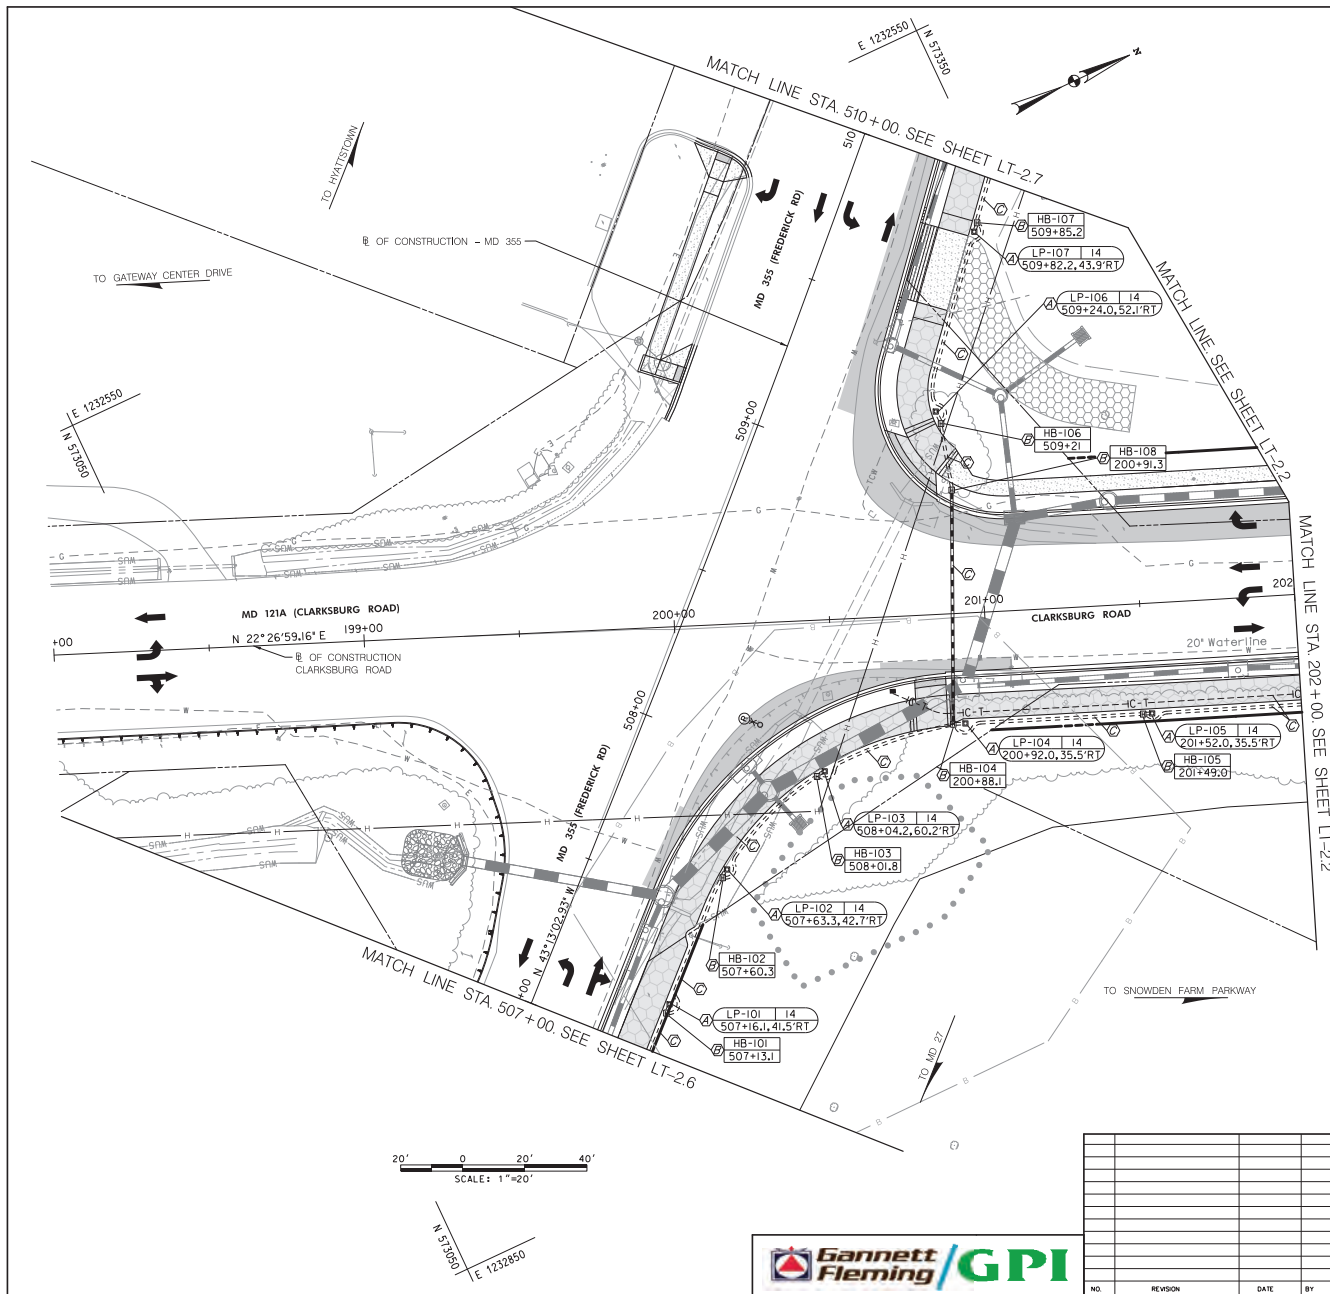 MATCH LINE STA. 510+00. SEE SHEET LT-2.7
E 1232550
N 573350
N
TO HYATTSTOWN
510
MD 355 (FREDERICK RD)
BL OF CONSTRUCTION - MD 355
TO GATEWAY CENTER DRIVE
C
B HB-107
509+85.2
A LP-107 14
509+82.2,43.9'RT
A LP-106 14
509+24.0,52.1'RT
MATCH LINE. SEE SHEET LT-2.2
E 1232550
N 573050
509+00
C
B HB-106
509+21
B HB-108
200+91.3
C
C
MD 121A (CLARKSBURG ROAD)
200+00
201+00
CLARKSBURG ROAD
202
MATCH LINE STA. 202+00. SEE SHEET LT-2.2
+00
N 22°26'59.16" E
199+00
BL OF CONSTRUCTION
CLARKSBURG ROAD
20" Waterline
508+00
C-T
C-T
C
C
C
A LP-104 14
200+92.0,35.5'RT
A LP-105 14
201+52.0,35.5'RT
B HB-104
200+88.1
B HB-105
201+49.0
MD 355 (FREDERICK RD)
A LP-103 14
508+04.2,60.2'RT
B HB-103
508+01.8
C
A LP-102 14
507+63.3,42.7'RT
N 43°13'02.93" W
+00
MATCH LINE STA. 507+00. SEE SHEET LT-2.6
B HB-102
507+60.3
C
A LP-101 14
507+16.1,41.5'RT
C
B HB-101
507+13.1
TO SNOWDEN FARM PARKWAY
TO MD 27
20' 0 20' 40'
SCALE: 1"=20'
N 573050
E 1232850
Gannett Fleming / GPI
NO. REVISION DATE BY